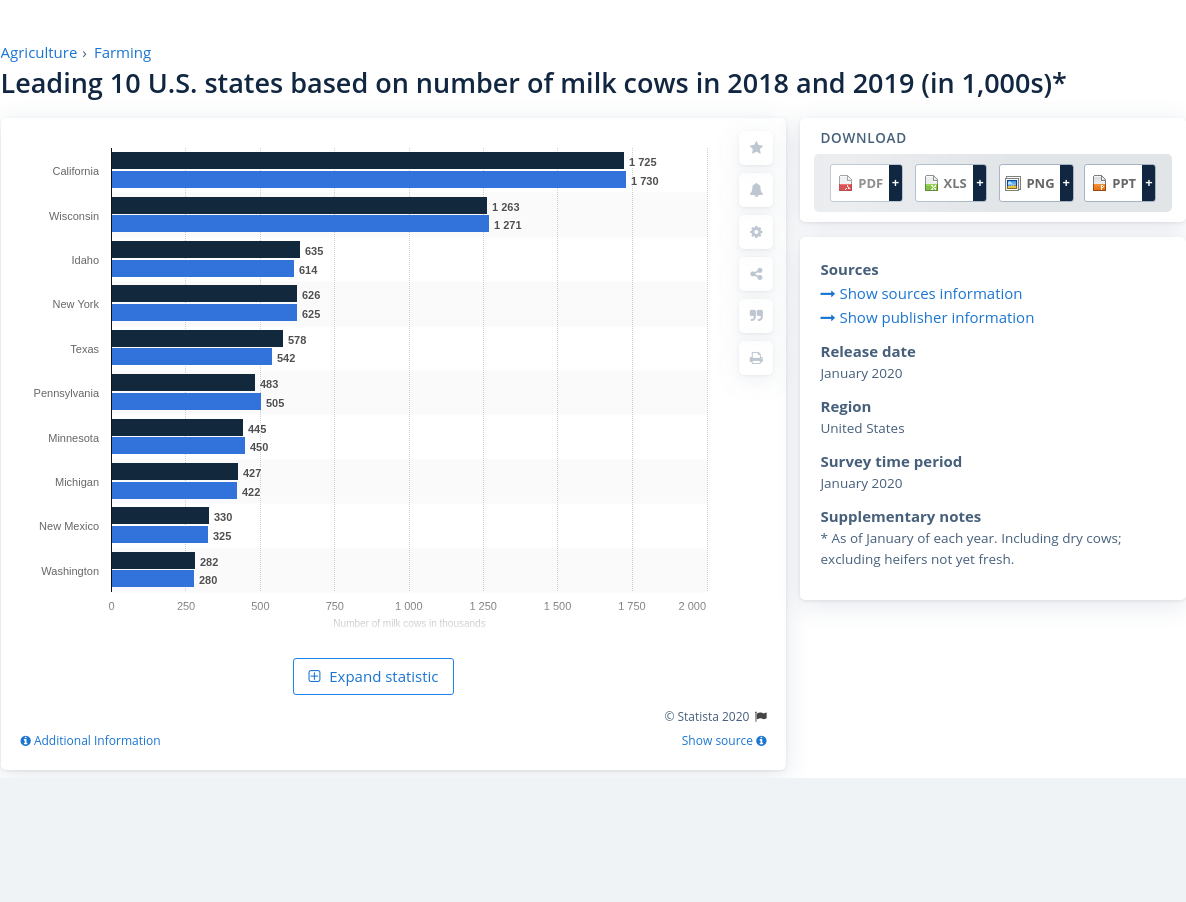 Agriculture › Farming
Leading 10 U.S. states based on number of milk cows in 2018 and 2019 (in 1,000s)*
California
1 725
1 730
Wisconsin
1 263
1 271
Idaho
635
614
New York
626
625
Texas
578
542
Pennsylvania
483
505
Minnesota
445
450
Michigan
427
422
New Mexico
330
325
Washington
282
280
0 250 500 750 1 000 1 250 1 500 1 750 2 000
Number of milk cows in thousands
Expand statistic
© Statista 2020
Additional Information
Show source
DOWNLOAD
PDF + XLS + PNG + PPT +
Sources
Show sources information
Show publisher information
Release date
January 2020
Region
United States
Survey time period
January 2020
Supplementary notes
* As of January of each year. Including dry cows;
excluding heifers not yet fresh.